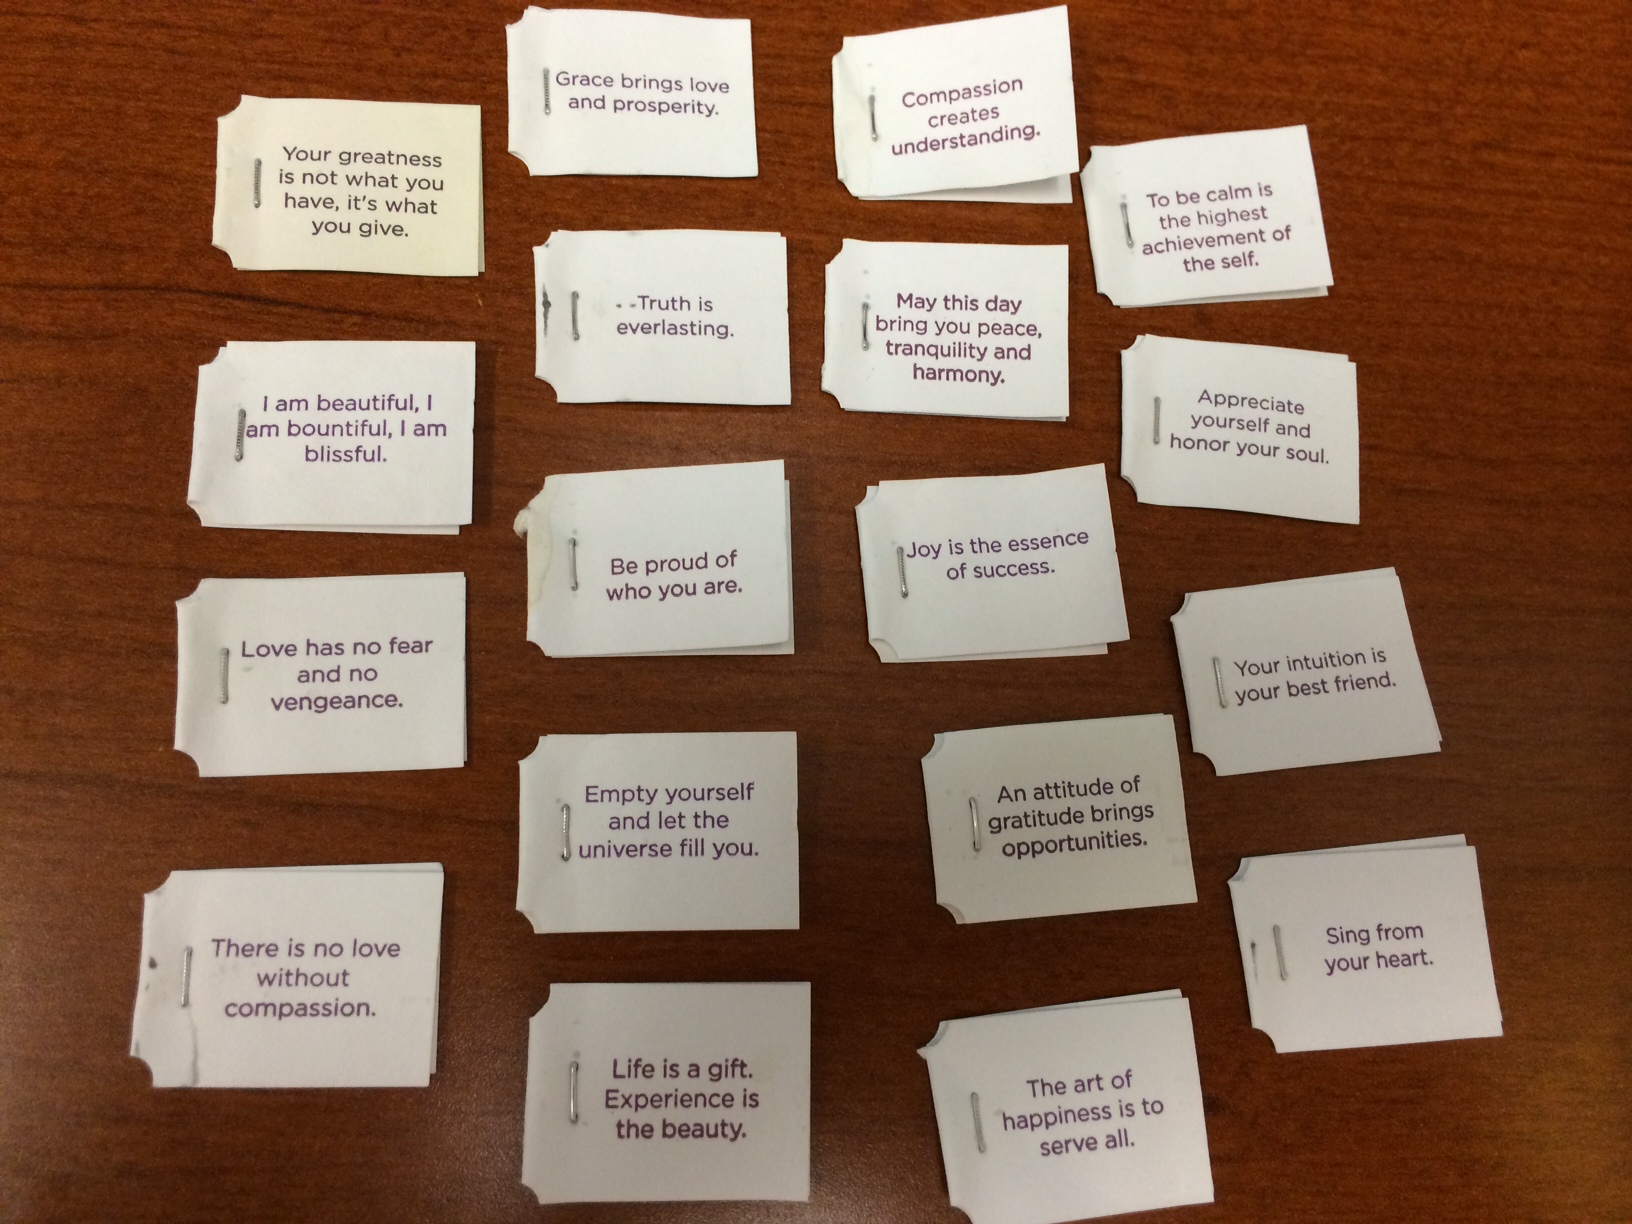 Your greatness
is not what you
have, it's what
you give.
I am beautiful, I
am bountiful, I am
blissful.
Love has no fear
and no
vengeance.
There is no love
without
compassion.
Grace brings love
and prosperity.
Truth is
everlasting.
Be proud of
who you are.
Empty yourself
and let the
universe fill you.
Life is a gift.
Experience is
the beauty.
Compassion
creates
understanding.
May this day
bring you peace,
tranquility and
harmony.
Joy is the essence
of success.
An attitude of
gratitude brings
opportunities.
The art of
happiness is to
serve all.
To be calm is
the highest
achievement of
the self.
Appreciate
yourself and
honor your soul.
Your intuition is
your best friend.
Sing from
your heart.